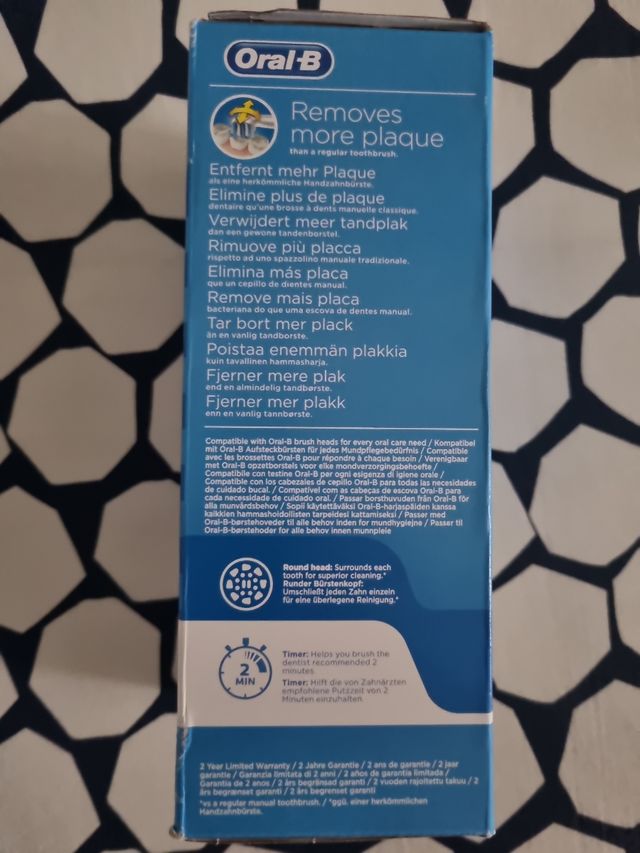 Oral-B
Removes
more plaque
than a regular toothbrush.
Entfernt mehr Plaque
als eine herkömmliche Handzahnbürste.
Elimine plus de plaque
dentaire qu'une brosse à dents manuelle classique.
Verwijdert meer tandplak
dan een gewone tandenborstel.
Rimuove più placca
rispetto ad uno spazzolino manuale tradizionale.
Elimina más placa
que un cepillo de dientes manual.
Remove mais placa
bacteriana do que uma escova de dentes manual.
Tar bort mer plack
än en vanlig tandborste.
Poistaa enemmän plakkia
kuin tavallinen hammasharja.
Fjerner mere plak
end en almindelig tandbørste.
Fjerner mer plakk
enn en vanlig tannbørste.
Compatible with Oral-B brush heads for every oral care need / Kompatibel
mit Oral-B Aufsteckbürsten für jedes Mundpflegebedürfnis / Compatible
avec les brossettes Oral-B pour répondre à chaque besoin / Verenigbaar
met Oral-B opzetborstels voor elke mondverzorgingsbehoefte /
Compatibile con testine Oral-B per ogni esigenza di igiene orale /
Compatible con los cabezales de cepillo Oral-B para todas las necesidades
de cuidado bucal. / Compatível com as cabeças de escova Oral-B para
cada necessidade de cuidado oral. / Passar borsthuvuden från Oral-B för
alla munvårdsbehov / Sopii käytettäväksi Oral-B-harjaspäiden kanssa
kaikkien hammashoidollisten tarpeidesi kattamiseksi / Passer med
Oral-B-børstehoveder til alle behov inden for mundhygiejne / Passer til
Oral-B-børstehoder for alle behov innen munnpleie
Round head: Surrounds each
tooth for superior cleaning.*
Runder Bürstenkopf:
Umschließt jeden Zahn einzeln
für eine überlegene Reinigung.*
2
MIN
Timer: Helps you brush the
dentist recommended 2
minutes
Timer: Hilft die von Zahnärzten
empfohlene Putzzeit von 2
Minuten einzuhalten.
2 Year Limited Warranty / 2 Jahre Garantie / 2 ans de garantie / 2 jaar
garantie / Garanzia limitata di 2 anni / 2 años de garantía limitada /
Garantia de 2 anos / 2 års begränsad garanti / 2 vuoden rajoitettu takuu / 2
års begrænset garanti / 2 års begrenset garanti
*vs a regular manual toothbrush. / *ggü. einer herkömmlichen
Handzahnbürste.